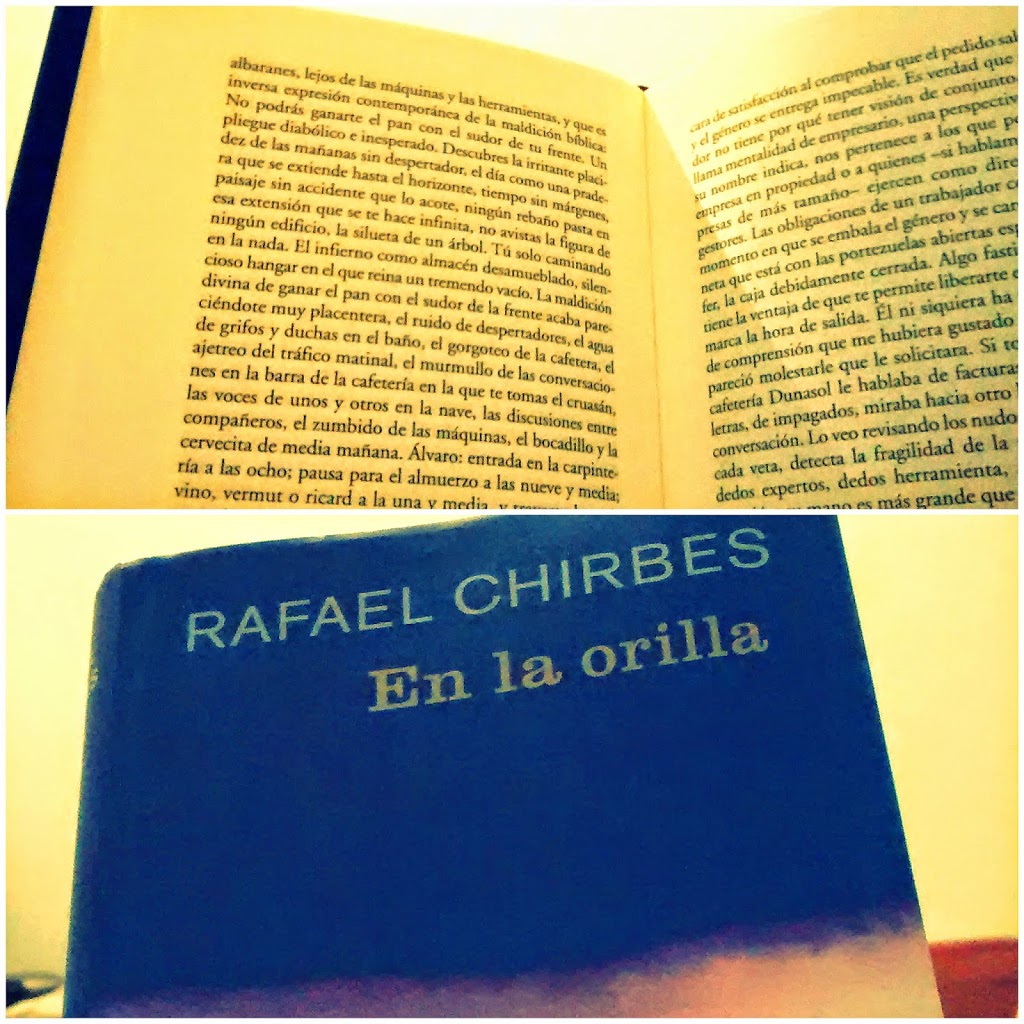 albaranes, lejos de las máquinas y las herramientas, y que es
inversa expresión contemporánea de la maldición bíblica:
No podrás ganarte el pan con el sudor de tu frente. Un
pliegue diabólico e inesperado. Descubres la irritante placi-
dez de las mañanas sin despertador, el día como una prade-
ra que se extiende hasta el horizonte, tiempo sin márgenes,
paisaje sin accidente que lo acote, ningún rebaño pasta en
esa extensión que se te hace infinita, no avistas la figura de
ningún edificio, la silueta de un árbol. Tú solo caminando
en la nada. El infierno como almacén desamueblado, silen-
cioso hangar en el que reina un tremendo vacío. La maldición
divina de ganar el pan con el sudor de la frente acaba pare-
ciéndote muy placentera, el ruido de despertadores, el agua
de grifos y duchas en el baño, el gorgoteo de la cafetera, el
ajetreo del tráfico matinal, el murmullo de las conversacio-
nes en la barra de la cafetería en la que te tomas el cruasán,
las voces de unos y otros en la nave, las discusiones entre
compañeros, el zumbido de las máquinas, el bocadillo y la
cervecita de media mañana. Álvaro: entrada en la carpinte-
ría a las ocho; pausa para el almuerzo a las nueve y media;
vino, vermut o ricard a la una y media, y
cara de satisfacción al comprobar que el pedido
y el género se entrega impecable. Es verdad que
dor no tiene por qué tener visión de conjunto
llama mentalidad de empresario, una
su nombre indica, nos pertenece a los que
empresa en propiedad o a quienes –si
presas de más tamaño– ejercen como
gestores. Las obligaciones de un trabajador
momento en que se embala el género y se
neta que está con las portezuelas abiertas
fer, la caja debidamente cerrada. Algo
tiene la ventaja de que te permite liberarte
marca la hora de salida. Él ni siquiera ha
de comprensión que me hubiera gustado
pareció molestarle que le solicitara. Si
cafetería Dunasol le hablaba de facturas
letras, de impagados, miraba hacia otro
conversación. Lo veo revisando los
cada veta, detecta la fragilidad de la
dedos expertos, dedos herramienta,
mano es más grande que
RAFAEL CHIRBES
En la orilla